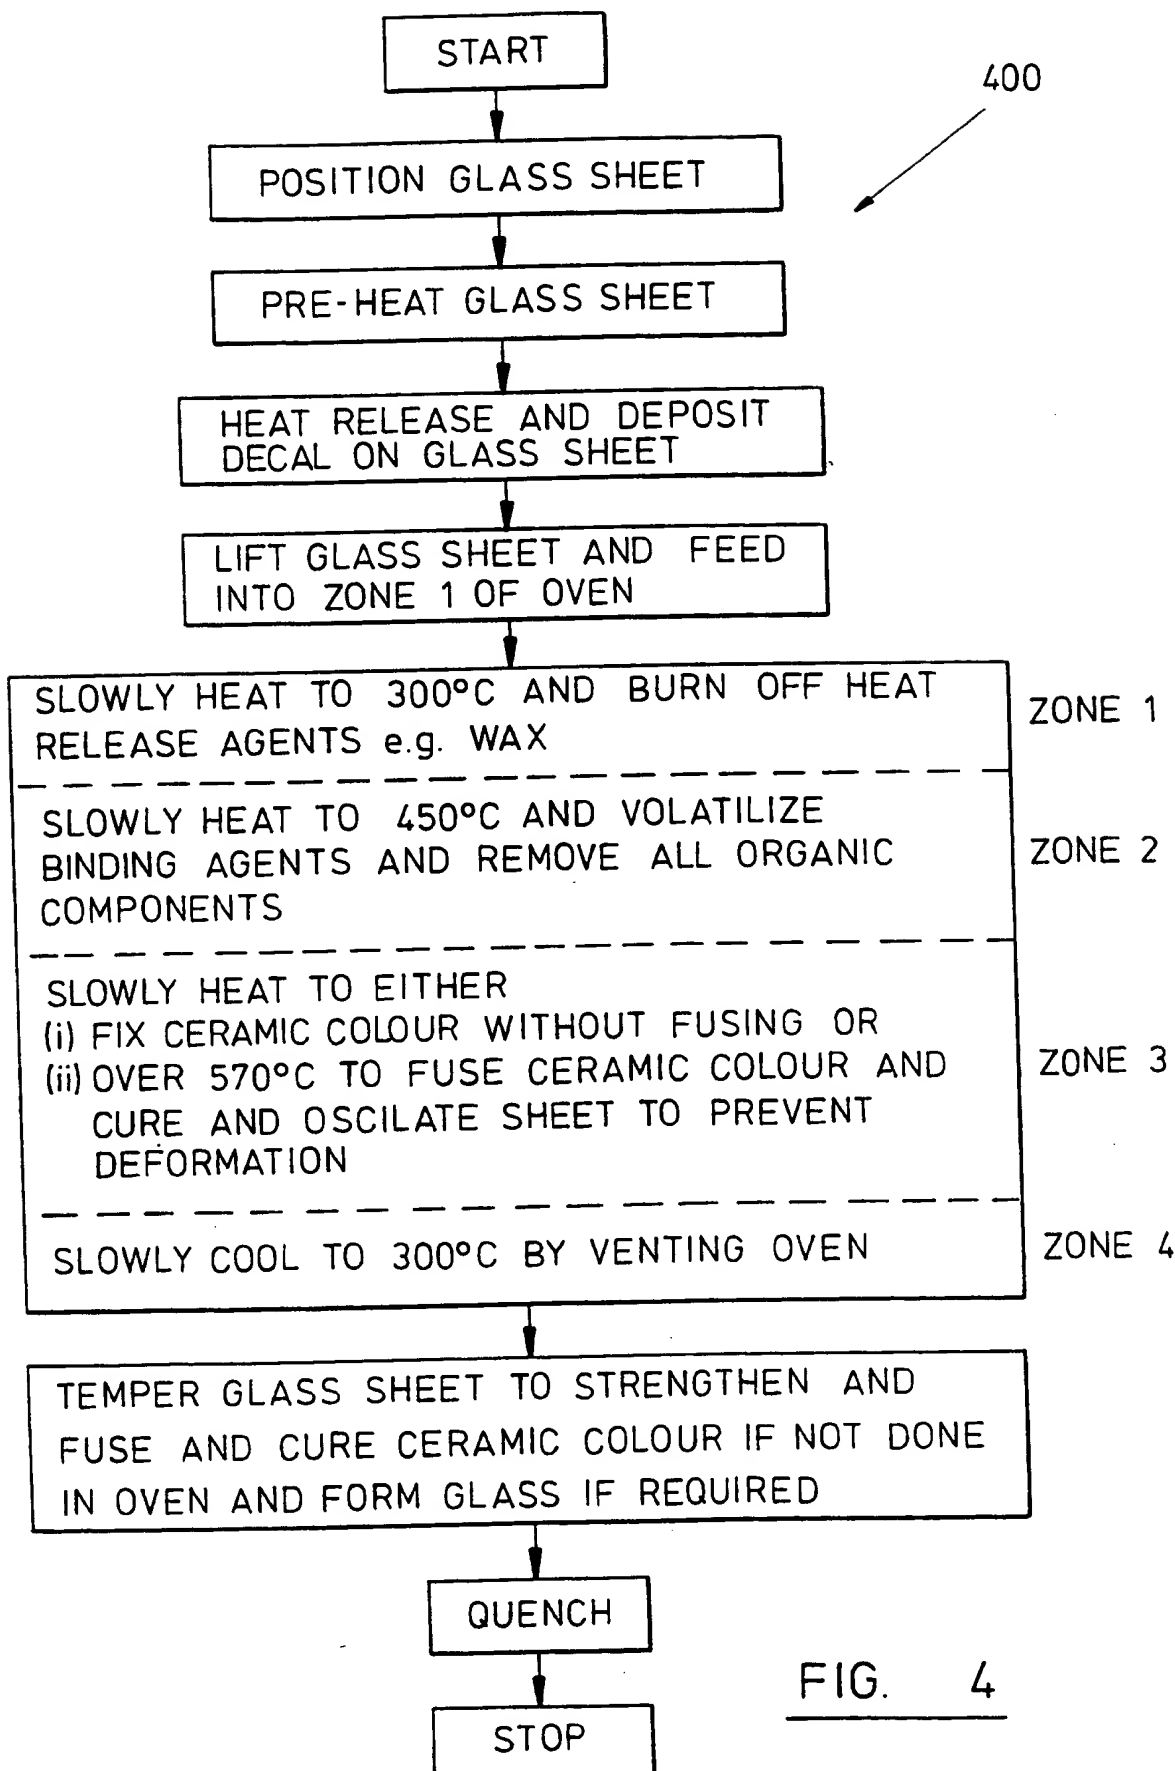 START
400
POSITION GLASS SHEET
PRE-HEAT GLASS SHEET
HEAT RELEASE AND DEPOSIT
DECAL ON GLASS SHEET
LIFT GLASS SHEET AND FEED
INTO ZONE 1 OF OVEN
SLOWLY HEAT TO 300°C AND BURN OFF HEAT
RELEASE AGENTS e.g. WAX
ZONE 1
SLOWLY HEAT TO 450°C AND VOLATILIZE
BINDING AGENTS AND REMOVE ALL ORGANIC
COMPONENTS
ZONE 2
SLOWLY HEAT TO EITHER
(i) FIX CERAMIC COLOUR WITHOUT FUSING OR
(ii) OVER 570°C TO FUSE CERAMIC COLOUR AND
CURE AND OSCILATE SHEET TO PREVENT
DEFORMATION
ZONE 3
SLOWLY COOL TO 300°C BY VENTING OVEN
ZONE 4
TEMPER GLASS SHEET TO STRENGTHEN AND
FUSE AND CURE CERAMIC COLOUR IF NOT DONE
IN OVEN AND FORM GLASS IF REQUIRED
QUENCH
STOP
FIG. 4